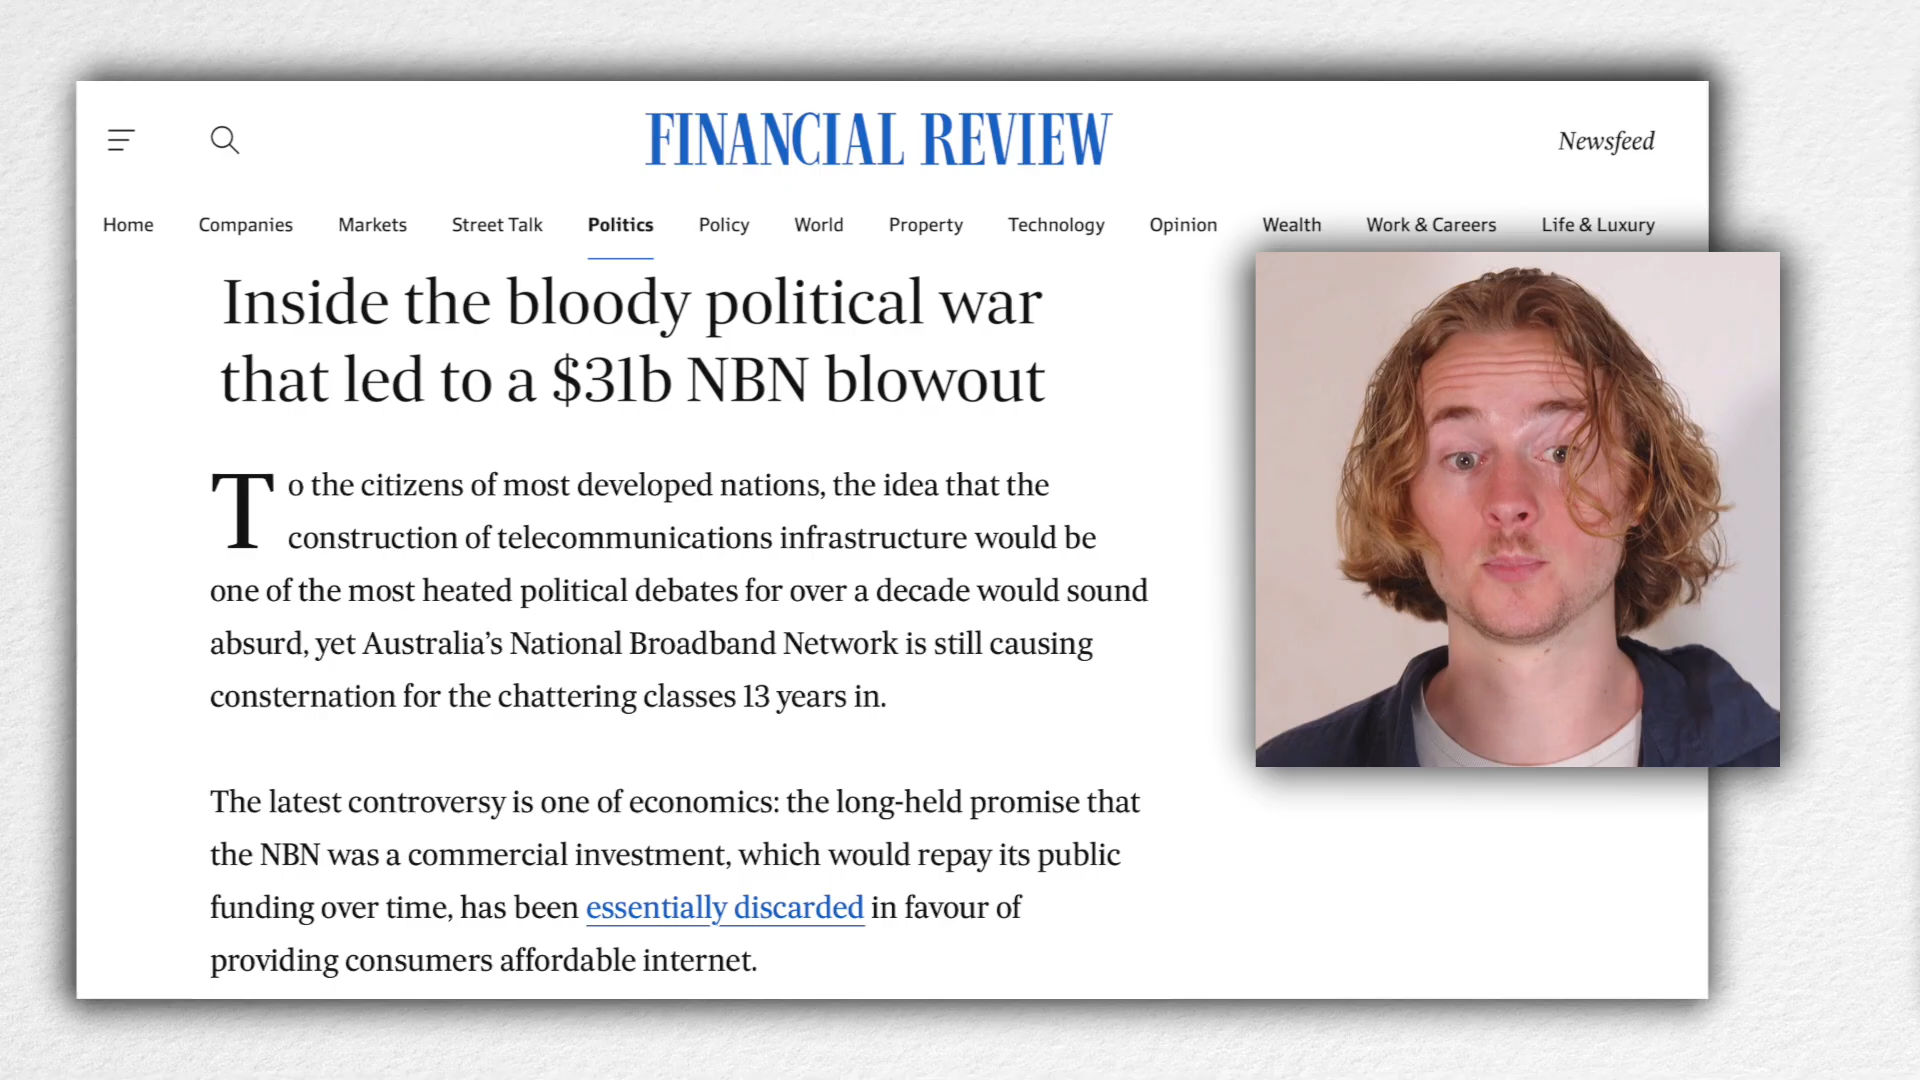 FINANCIAL REVIEW
Newsfeed
Home Companies Markets Street Talk Politics Policy World Property Technology Opinion Wealth Work & Careers Life & Luxury
Inside the bloody political war
that led to a $31b NBN blowout
To the citizens of most developed nations, the idea that the
construction of telecommunications infrastructure would be
one of the most heated political debates for over a decade would sound
absurd, yet Australia’s National Broadband Network is still causing
consternation for the chattering classes 13 years in.
The latest controversy is one of economics: the long-held promise that
the NBN was a commercial investment, which would repay its public
funding over time, has been essentially discarded in favour of
providing consumers affordable internet.